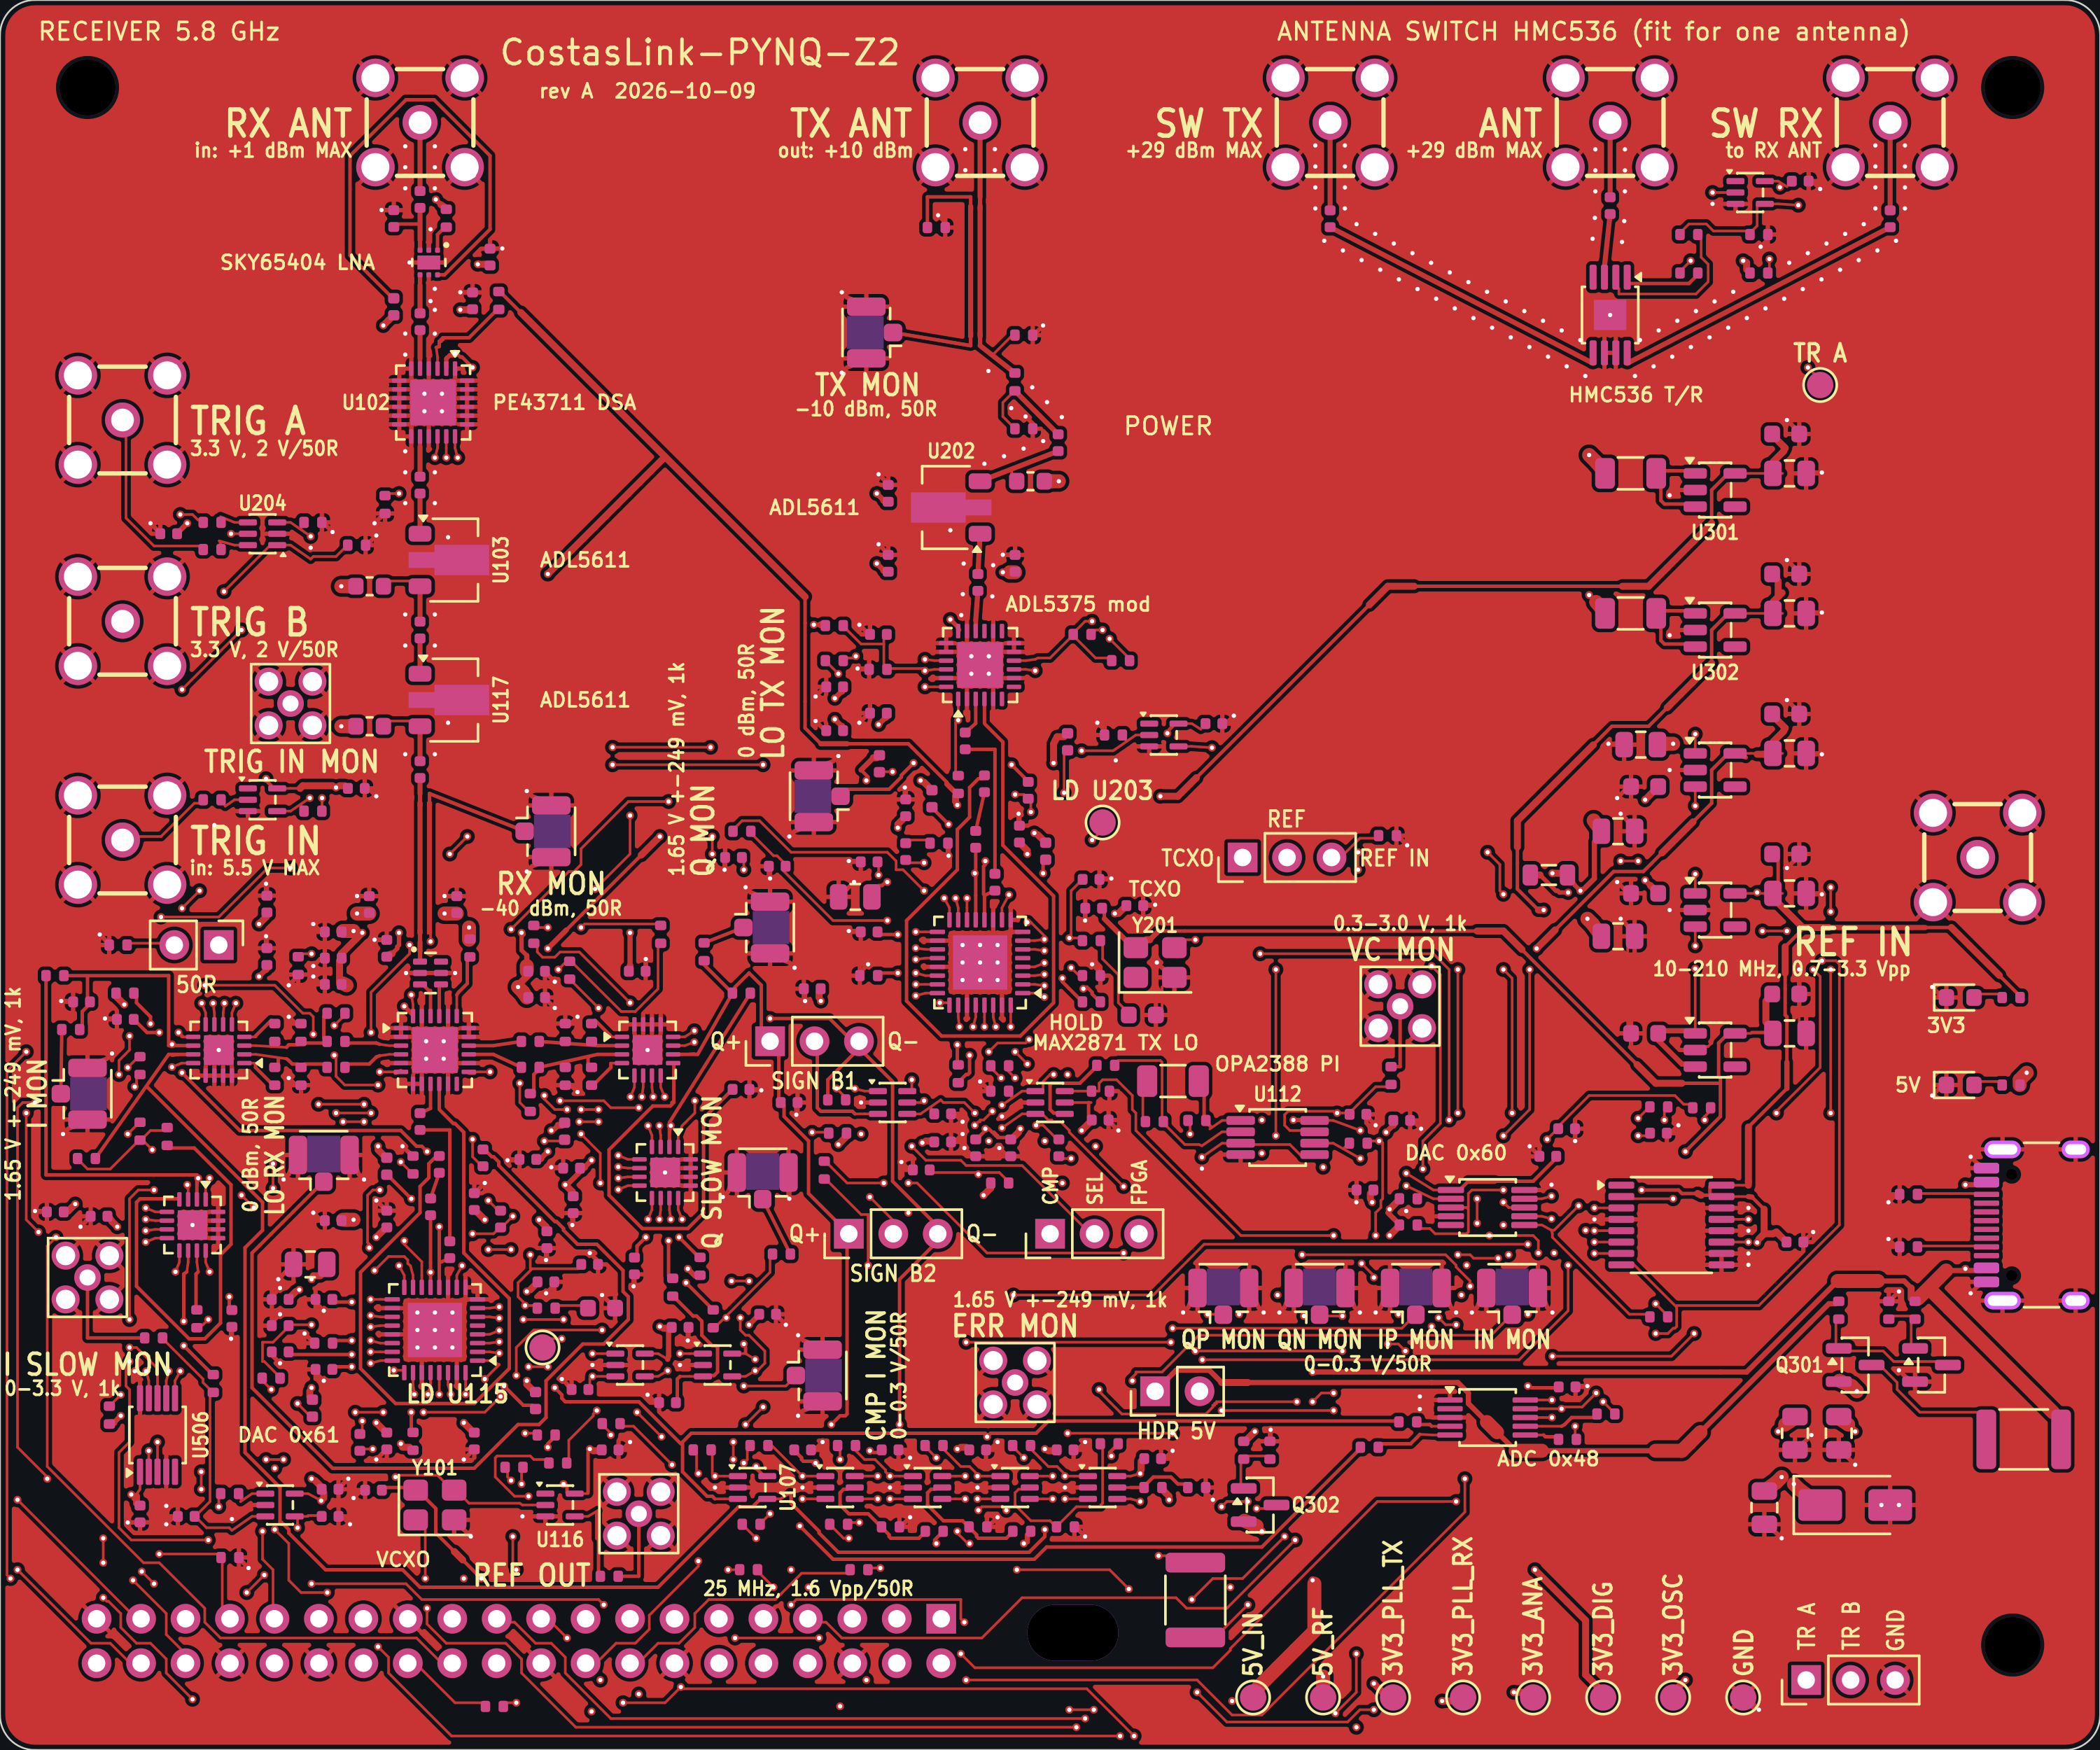 RECEIVER 5.8 GHz
CostasLink-PYNQ-Z2
rev A  2026-10-09
ANTENNA SWITCH HMC536 (fit for one antenna)
RX ANT
in: +1 dBm MAX
TX ANT
out: +10 dBm
SW TX
+29 dBm MAX
ANT
+29 dBm MAX
SW RX
to RX ANT
SKY65404 LNA
TX MON
-10 dBm, 50R
HMC536 T/R
TR A
U102
PE43711 DSA
POWER
TRIG A
3.3 V, 2 V/50R
U204
U202
ADL5611
U103
ADL5611
U301
TRIG B
3.3 V, 2 V/50R
ADL5375 mod
U302
U117
ADL5611
0 dBm, 50R
LO TX MON
TRIG IN MON
1.65 V +-249 mV, 1k
Q MON
LD U203
TRIG IN
in: 5.5 V MAX
RX MON
-40 dBm, 50R
REF
TCXO
REF IN
TCXO
Y201
0.3-3.0 V, 1k
VC MON
REF IN
10-210 MHz, 0.7-3.3 Vpp
50R
3V3
HOLD
MAX2871 TX LO
Q+
Q-
SIGN B1
OPA2388 PI
U112
5V
1.65 V +-249 mV, 1k
I MON
0 dBm, 50R
LO RX MON
Q SLOW MON
DAC 0x60
CMP
SEL
FPGA
Q+
Q-
SIGN B2
1.65 V +-249 mV, 1k
ERR MON
QP MON
QN MON
IP MON
IN MON
0-0.3 V/50R
Q301
I SLOW MON
0-3.3 V, 1k
LD U115
CMP I MON
0-0.3 V/50R
HDR 5V
U506
DAC 0x61
ADC 0x48
Y101
U107
Q302
U116
VCXO
REF OUT
25 MHz, 1.6 Vpp/50R
5V_IN
5V_RF
3V3_PLL_TX
3V3_PLL_RX
3V3_ANA
3V3_DIG
3V3_OSC
GND
TR A
TR B
GND